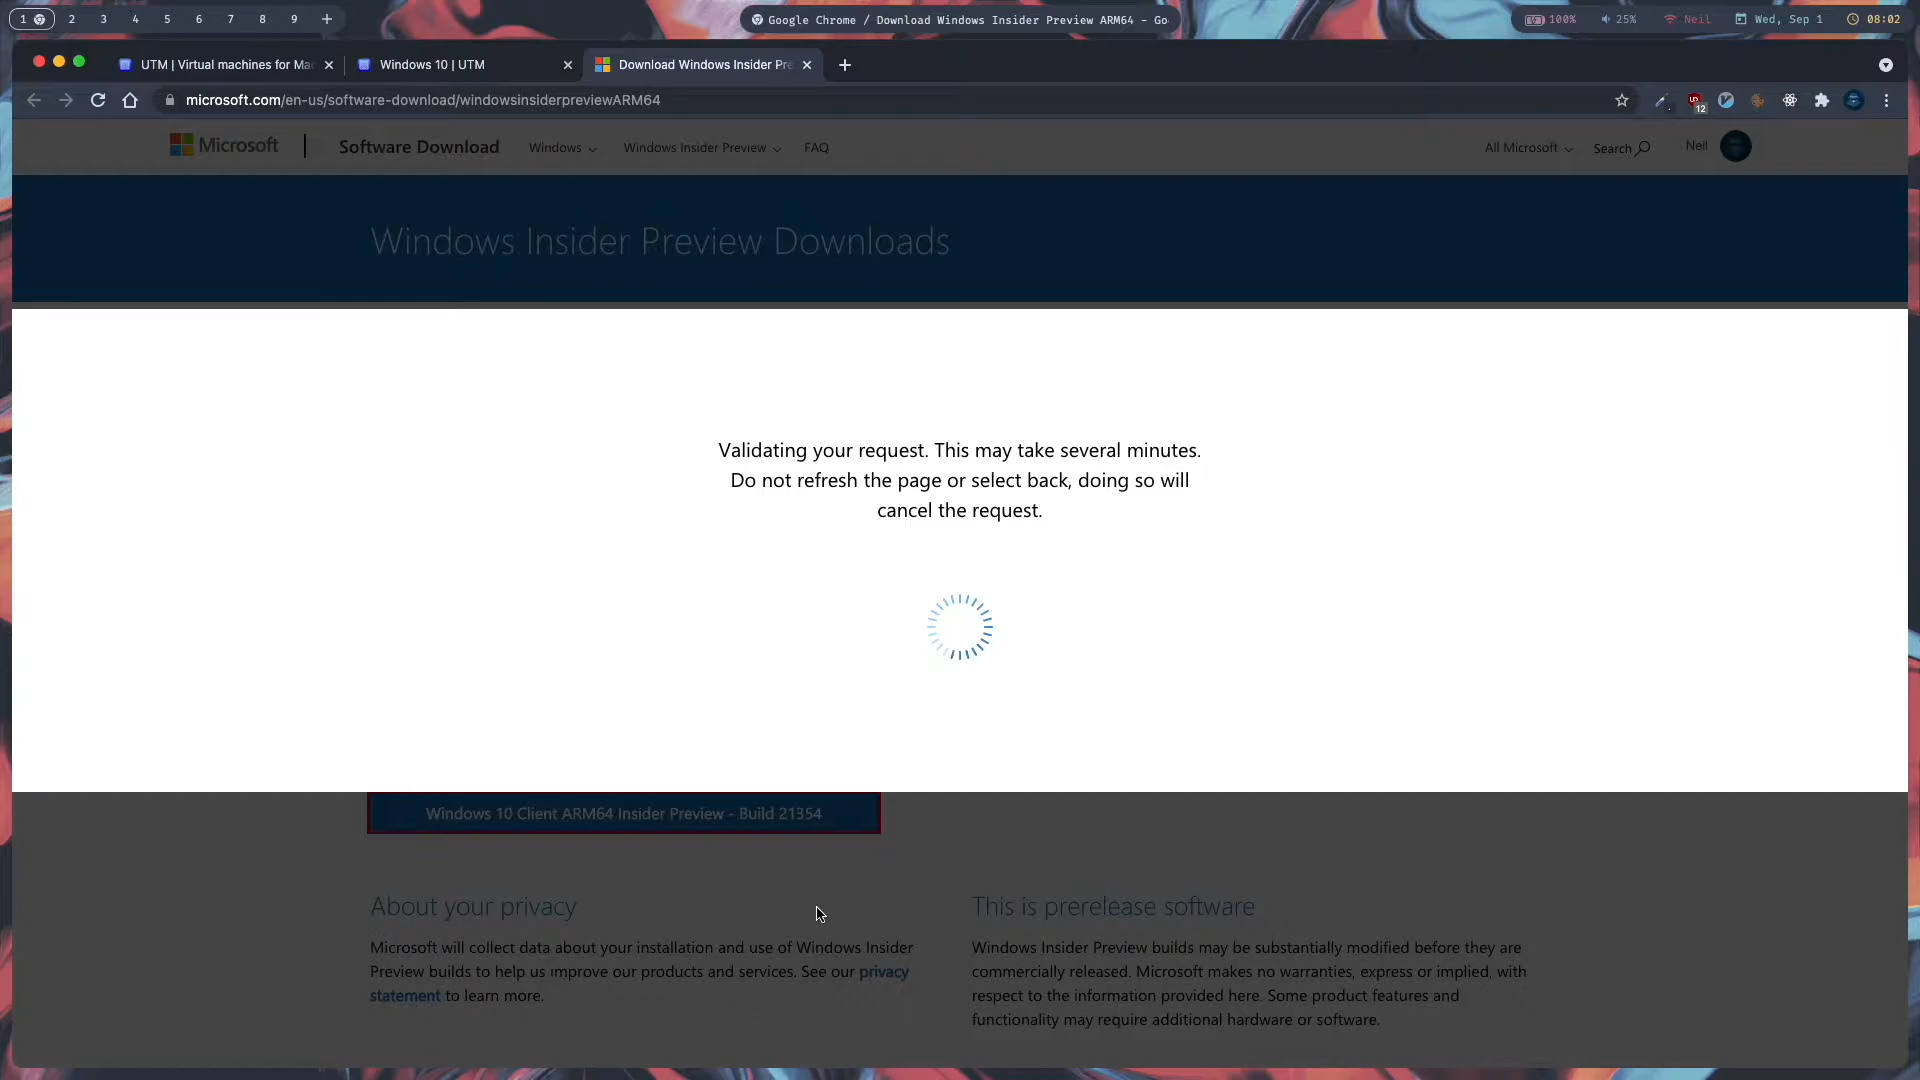 1 2 3 4 5 6 7 8 9 +
Google Chrome / Download Windows Insider Preview ARM64 - Go
100% 25% Neil Wed, Sep 1 08:02
UTM | Virtual machines for Ma
Windows 10 | UTM
Download Windows Insider Pre
microsoft.com/en-us/software-download/windowsinsiderpreviewARM64
12
Microsoft
Software Download
Windows
Windows Insider Preview
FAQ
All Microsoft
Search
Neil
Windows Insider Preview Downloads
Validating your request. This may take several minutes.
Do not refresh the page or select back, doing so will
cancel the request.
Windows 10 Client ARM64 Insider Preview - Build 21354
About your privacy
Microsoft will collect data about your installation and use of Windows Insider
Preview builds to help us improve our products and services. See our privacy
statement to learn more.
This is prerelease software
Windows Insider Preview builds may be substantially modified before they are
commercially released. Microsoft makes no warranties, express or implied, with
respect to the information provided here. Some product features and
functionality may require additional hardware or software.